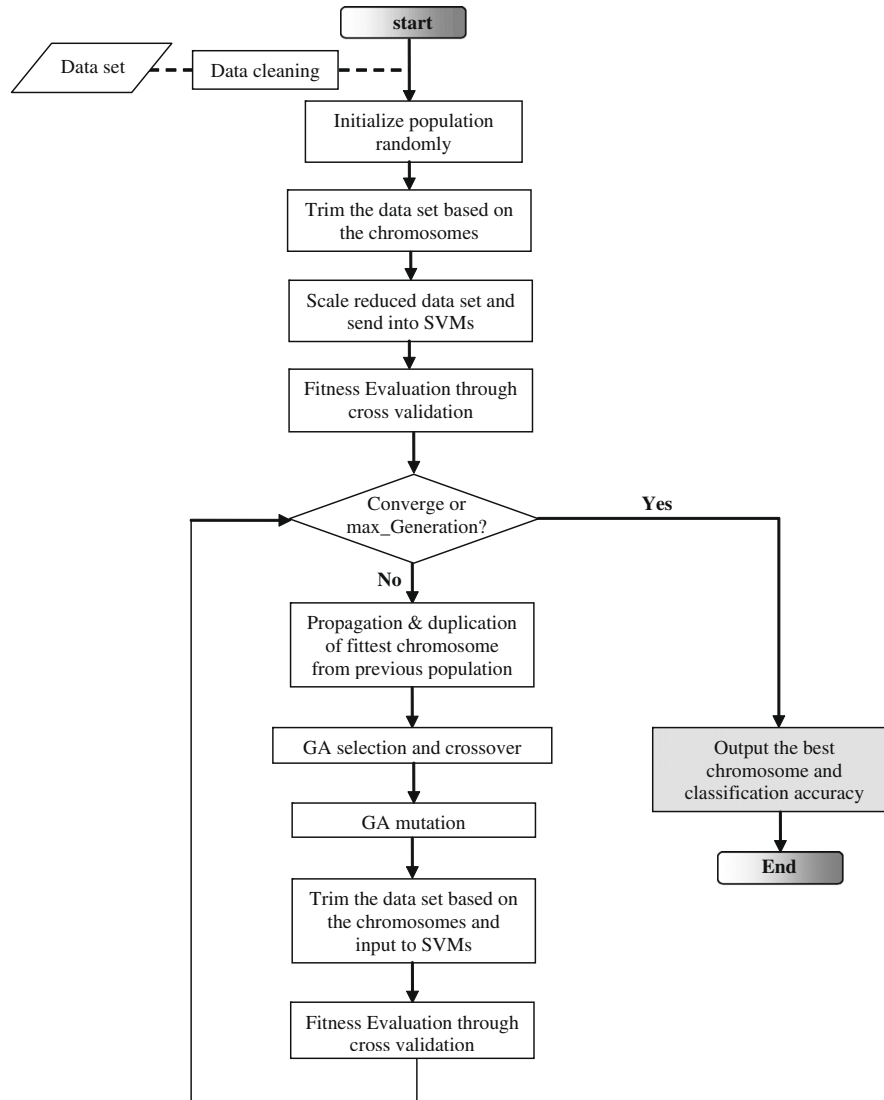 start
Data set
Data cleaning
Initialize population
randomly
Trim the data set based on
the chromosomes
Scale reduced data set and
send into SVMs
Fitness Evaluation through
cross validation
Converge or
max_Generation?
Yes
No
Propagation & duplication
of fittest chromosome
from previous population
GA selection and crossover
Output the best
chromosome and
classification accuracy
GA mutation
End
Trim the data set based on
the chromosomes and
input to SVMs
Fitness Evaluation through
cross validation